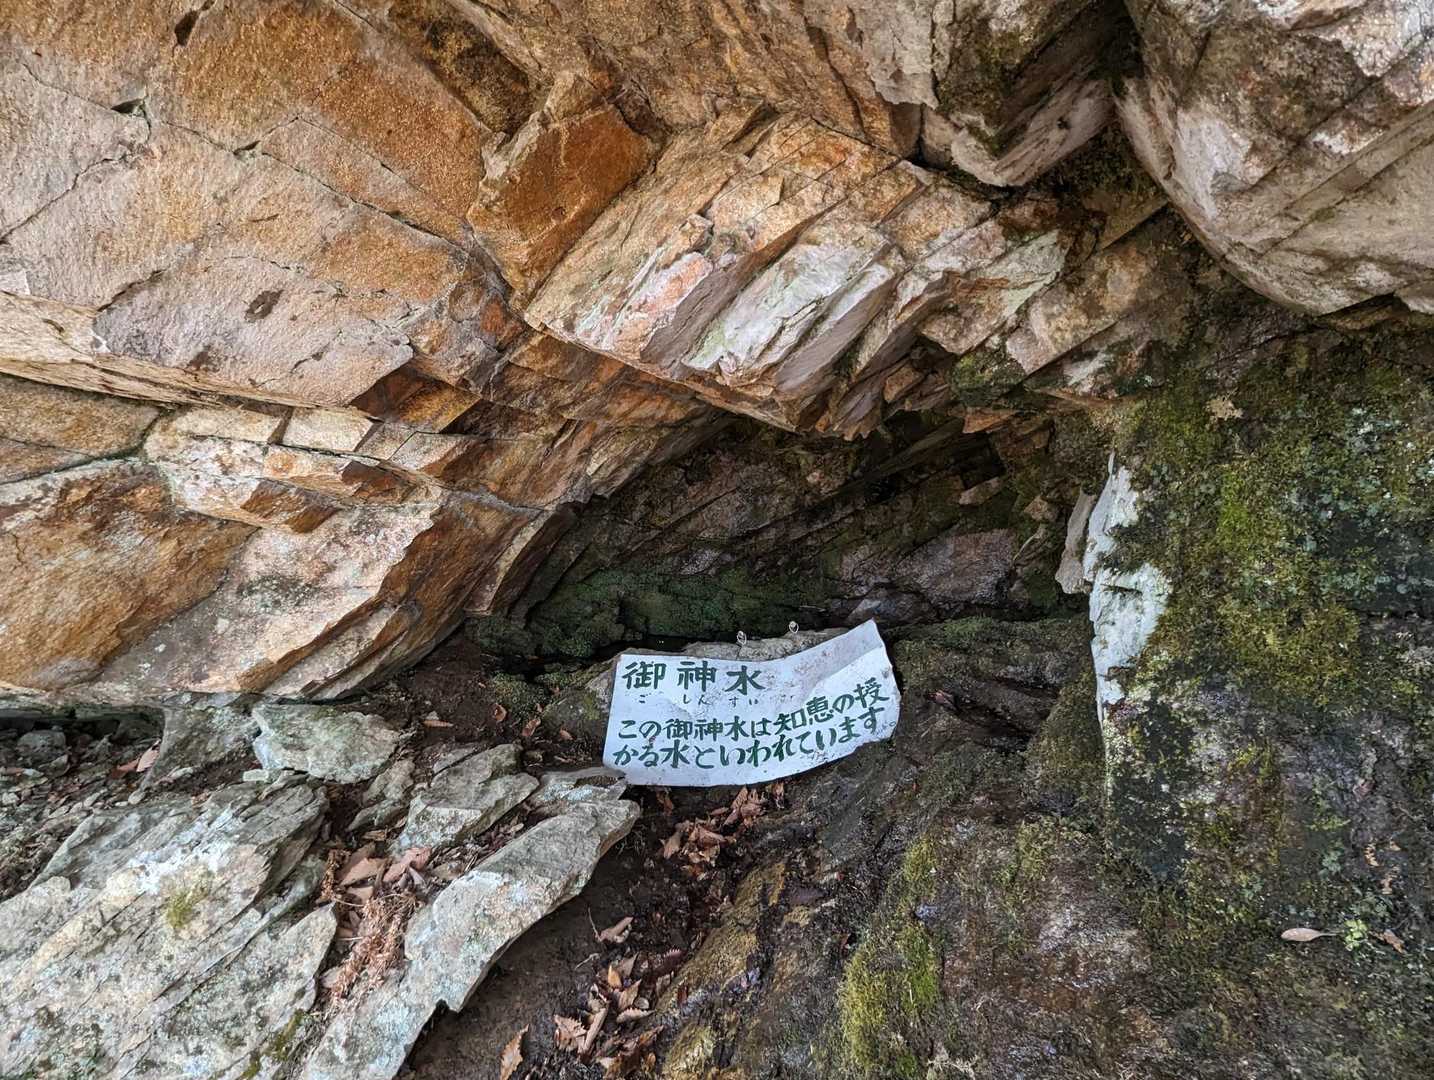 御神水
ごしんすい
この御神水は知恵の授
かる水といわれています